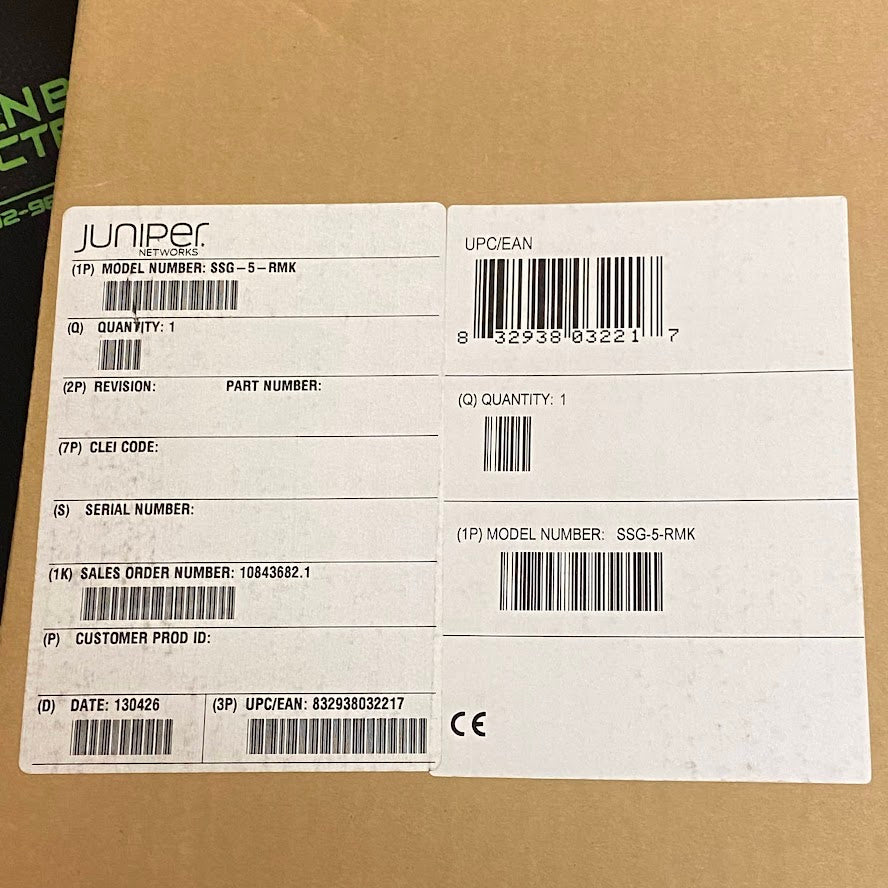 JUNIPER
NETWORKS
(1P) MODEL NUMBER: SSG-5-RMK
(Q) QUANTITY: 1
(2P) REVISION: PART NUMBER:
(7P) CLEI CODE:
(S) SERIAL NUMBER:
(1K) SALES ORDER NUMBER: 10843682.1
(P) CUSTOMER PROD ID:
(D) DATE: 130426
(3P) UPC/EAN: 832938032217
UPC/EAN
8 32938 03221 7
(Q) QUANTITY: 1
(1P) MODEL NUMBER: SSG-5-RMK
CE